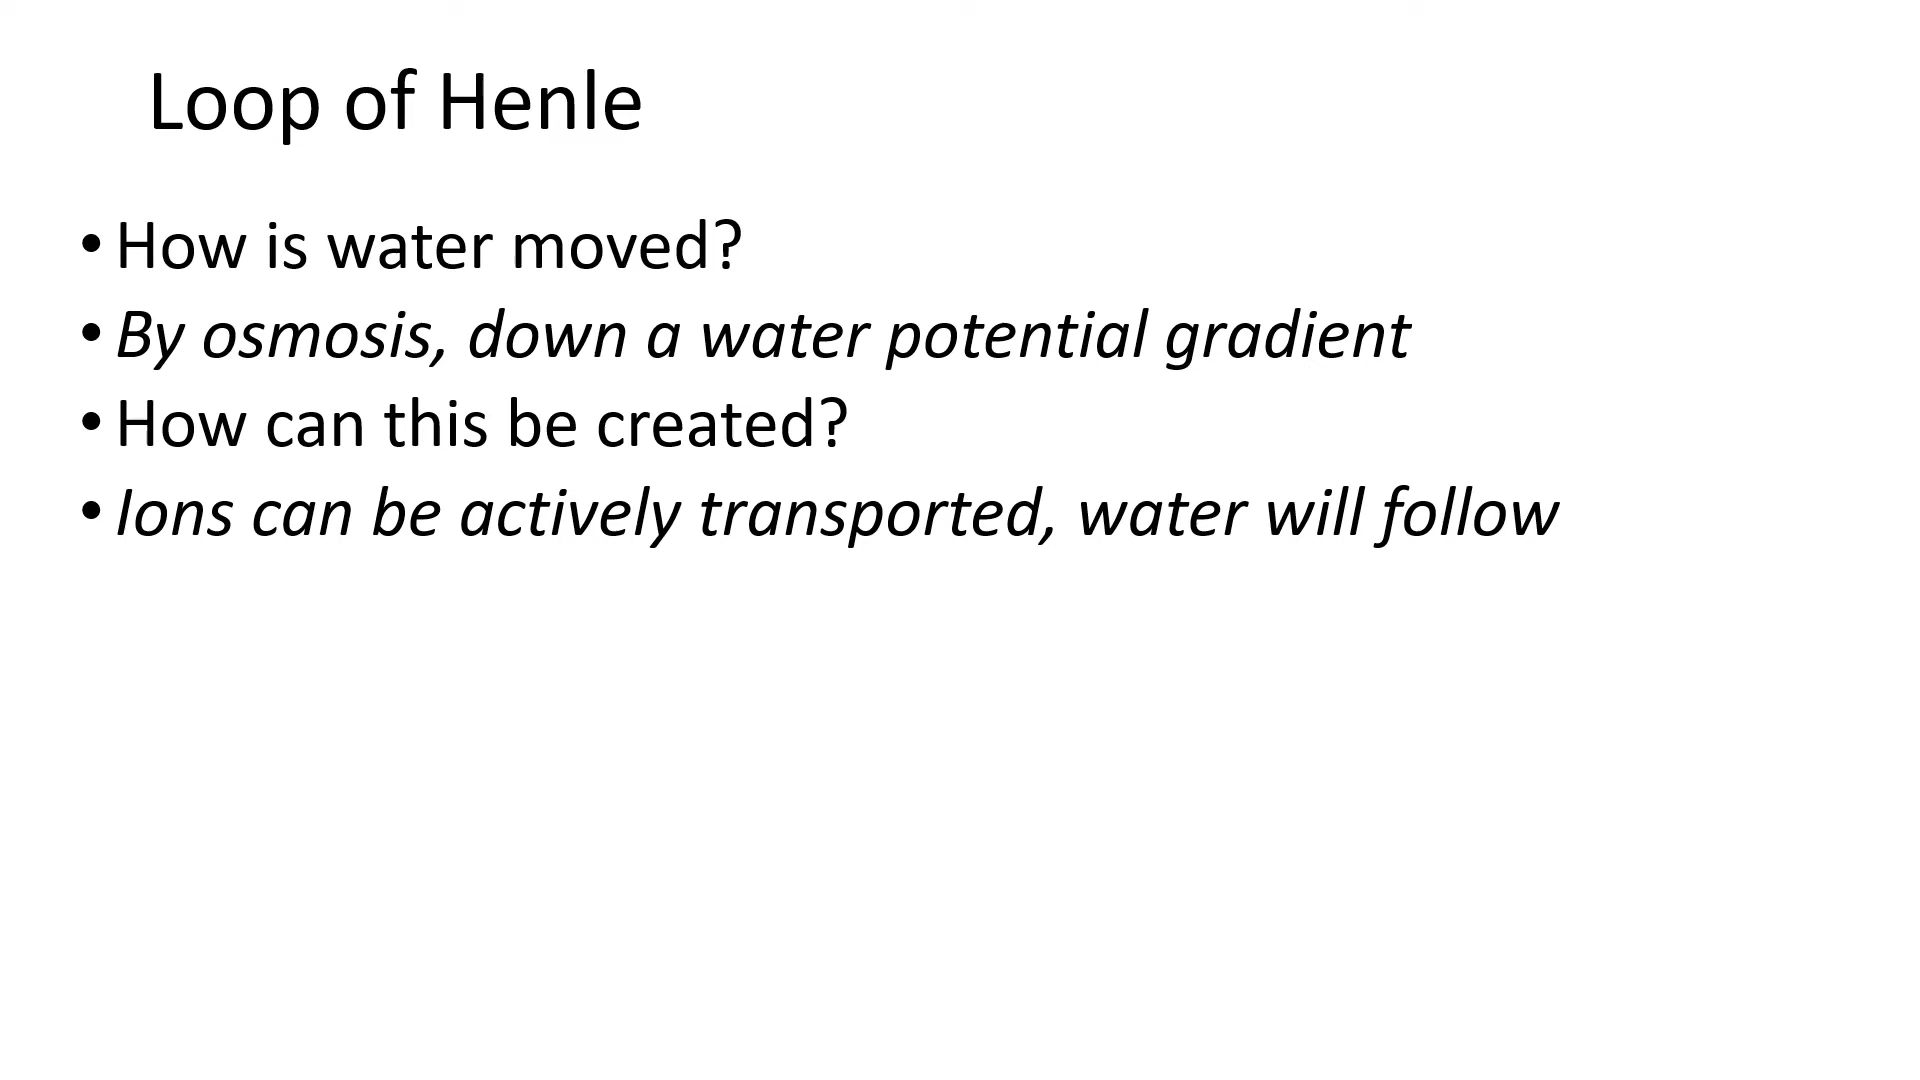 Loop of Henle
• How is water moved?
• By osmosis, down a water potential gradient
• How can this be created?
• Ions can be actively transported, water will follow